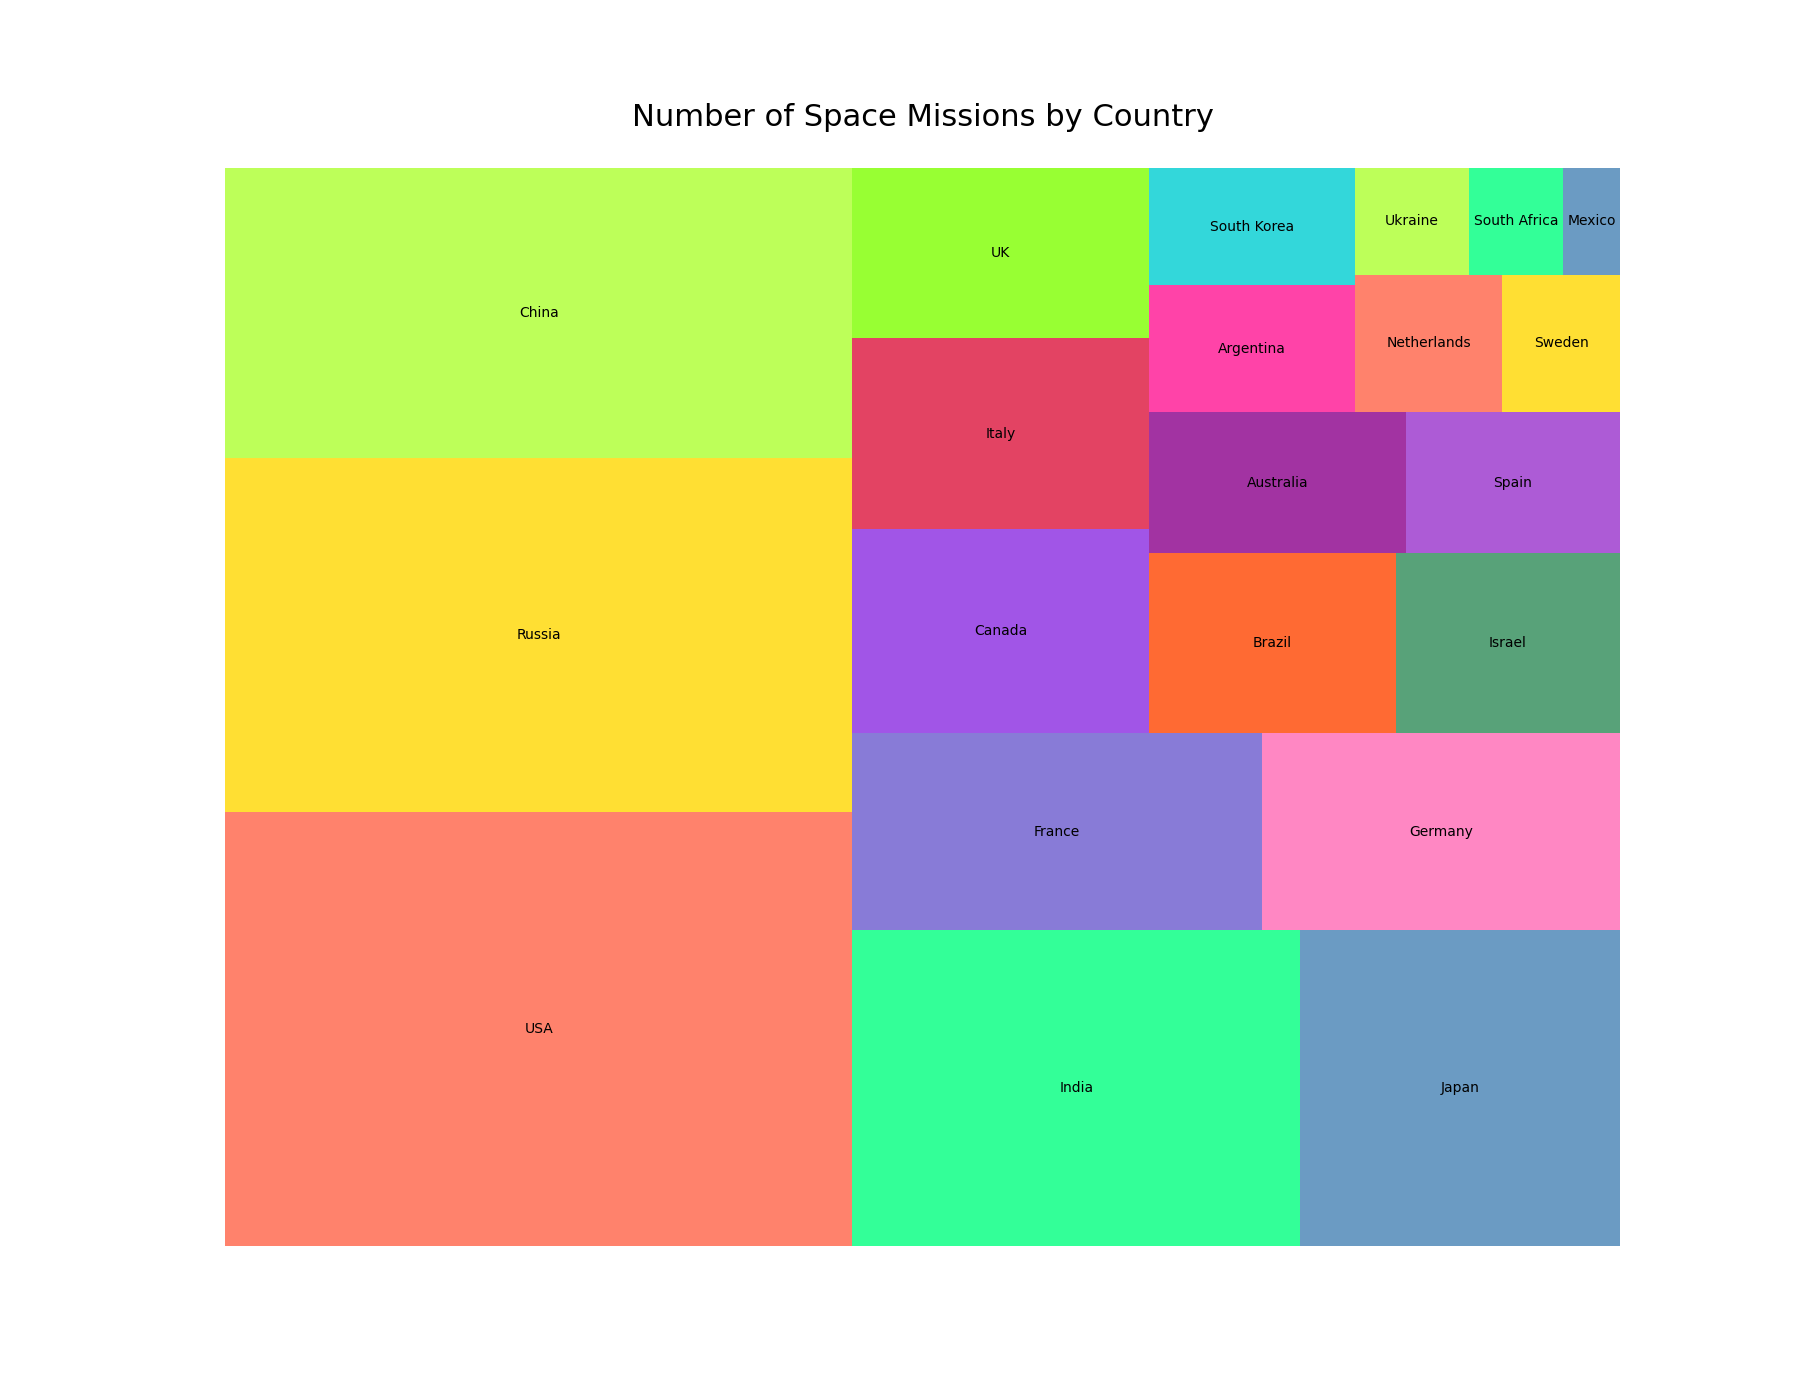 Number of Space Missions by Country
South Korea
Ukraine
South Africa
Mexico
UK
China
Argentina
Netherlands
Sweden
Italy
Australia
Spain
Russia
Canada
Brazil
Israel
France
Germany
USA
India
Japan